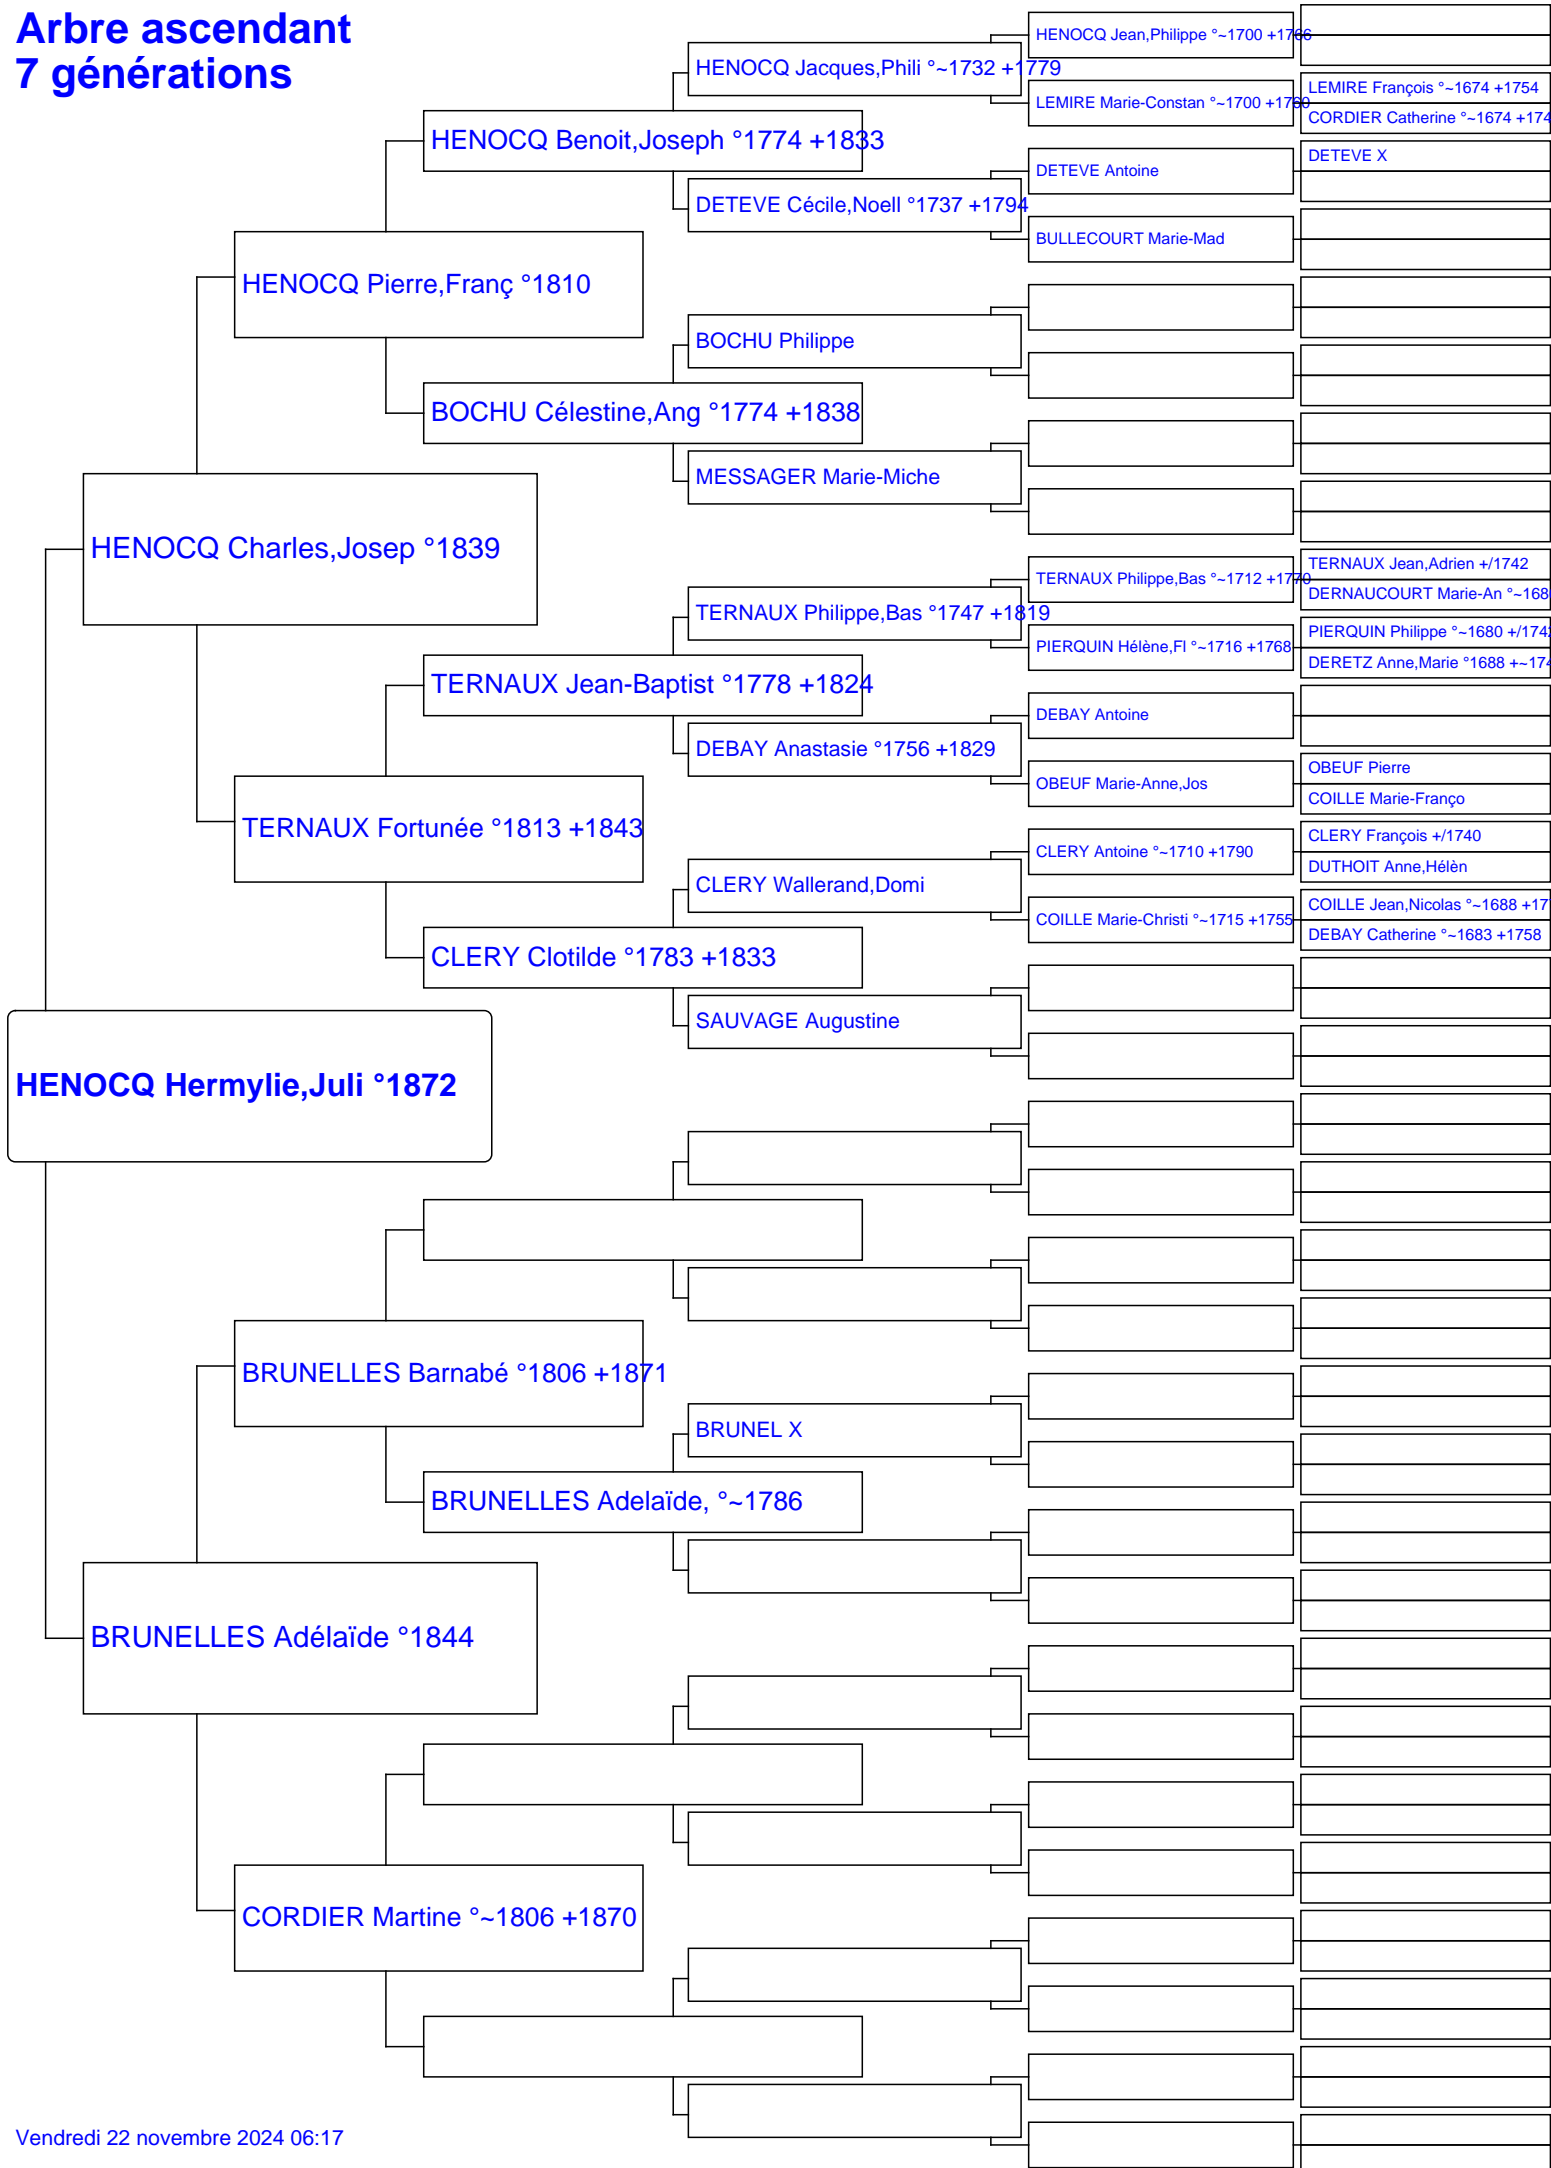 Arbre ascendant
7 générations
HENOCQ Hermylie,Juli °1872
HENOCQ Charles,Josep °1839
BRUNELLES Adélaïde °1844
HENOCQ Pierre,Franç °1810
TERNAUX Fortunée °1813 +1843
BRUNELLES Barnabé °1806 +1871
CORDIER Martine °~1806 +1870
HENOCQ Benoit,Joseph °1774 +1833
BOCHU Célestine,Ang °1774 +1838
TERNAUX Jean-Baptist °1778 +1824
CLERY Clotilde °1783 +1833
BRUNELLES Adelaïde, °~1786
HENOCQ Jacques,Phili °~1732 +1779
DETEVE Cécile,Noell °1737 +1794
BOCHU Philippe
MESSAGER Marie-Miche
TERNAUX Philippe,Bas °1747 +1819
DEBAY Anastasie °1756 +1829
CLERY Wallerand,Domi
SAUVAGE Augustine
BRUNEL X
HENOCQ Jean,Philippe °~1700 +1766
LEMIRE Marie-Constan °~1700 +1760
DETEVE Antoine
BULLECOURT Marie-Mad
TERNAUX Philippe,Bas °~1712 +1770
PIERQUIN Hélène,Fl °~1716 +1768
DEBAY Antoine
OBEUF Marie-Anne,Jos
CLERY Antoine °~1710 +1790
COILLE Marie-Christi °~1715 +1755
LEMIRE François °~1674 +1754
CORDIER Catherine °~1674 +174
DETEVE X
TERNAUX Jean,Adrien +/1742
DERNAUCOURT Marie-An °~168
PIERQUIN Philippe °~1680 +/174
DERETZ Anne,Marie °1688 +~174
OBEUF Pierre
COILLE Marie-Franço
CLERY François +/1740
DUTHOIT Anne,Hélèn
COILLE Jean,Nicolas °~1688 +17
DEBAY Catherine °~1683 +1758
Vendredi 22 novembre 2024 06:17